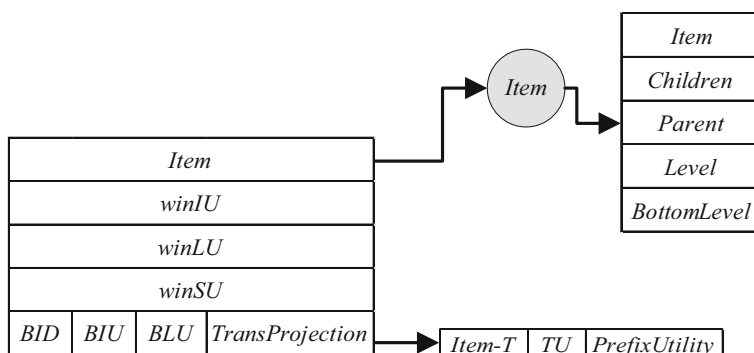 Item
Item
Children
Parent
Level
BottomLevel
Item
winIU
winLU
winSU
BID BIU BLU TransProjection
Item-T TU PrefixUtility